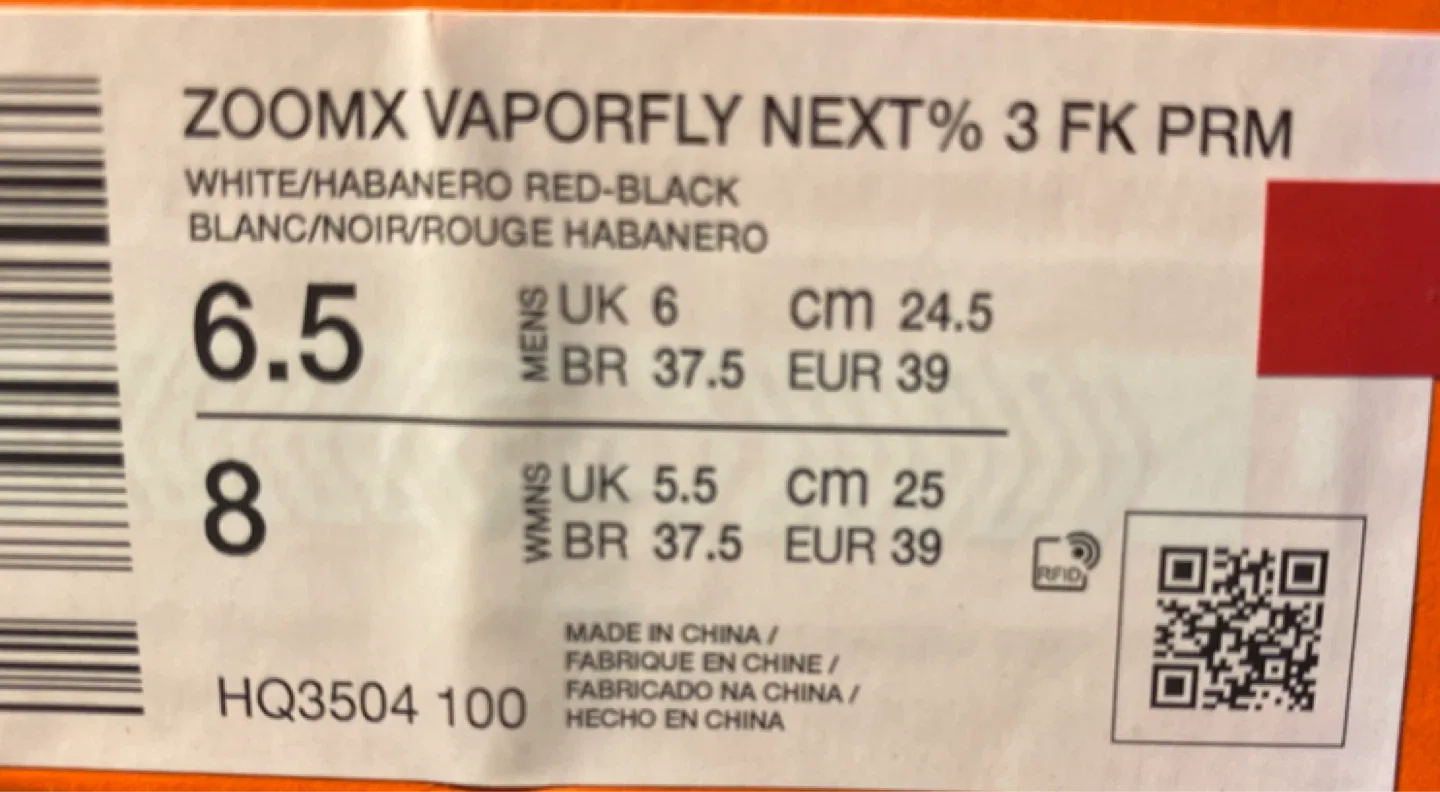 ZOOMX VAPORFLY NEXT% 3 FK PRM
WHITE/HABANERO RED-BLACK
BLANC/NOIR/ROUGE HABANERO
6.5 MENS UK 6 cm 24.5
BR 37.5 EUR 39
8 WMNS UK 5.5 cm 25
BR 37.5 EUR 39
RFID
MADE IN CHINA /
FABRIQUE EN CHINE /
FABRICADO NA CHINA /
HECHO EN CHINA
HQ3504 100